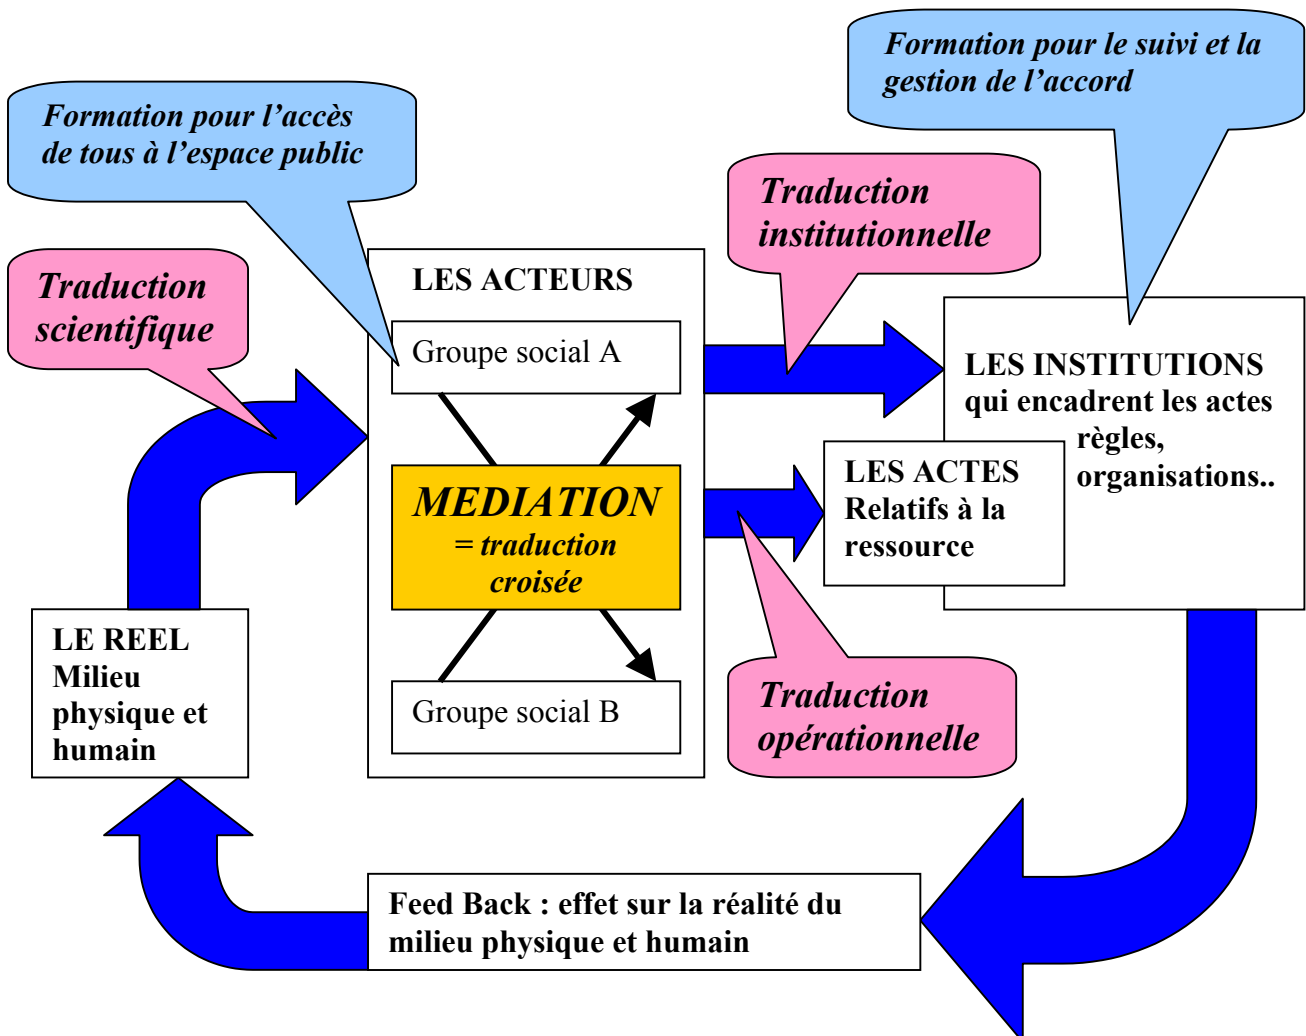 Formation pour le suivi et la
gestion de l’accord
Formation pour l’accès
de tous à l’espace public
Traduction
institutionnelle
Traduction
scientifique
LES ACTEURS
Groupe social A
MEDIATION
= traduction
croisée
Groupe social B
LES INSTITUTIONS
qui encadrent les actes
règles,
organisations..
LES ACTES
Relatifs à la
ressource
LE REEL
Milieu
physique et
humain
Traduction
opérationnelle
Feed Back : effet sur la réalité du
milieu physique et humain